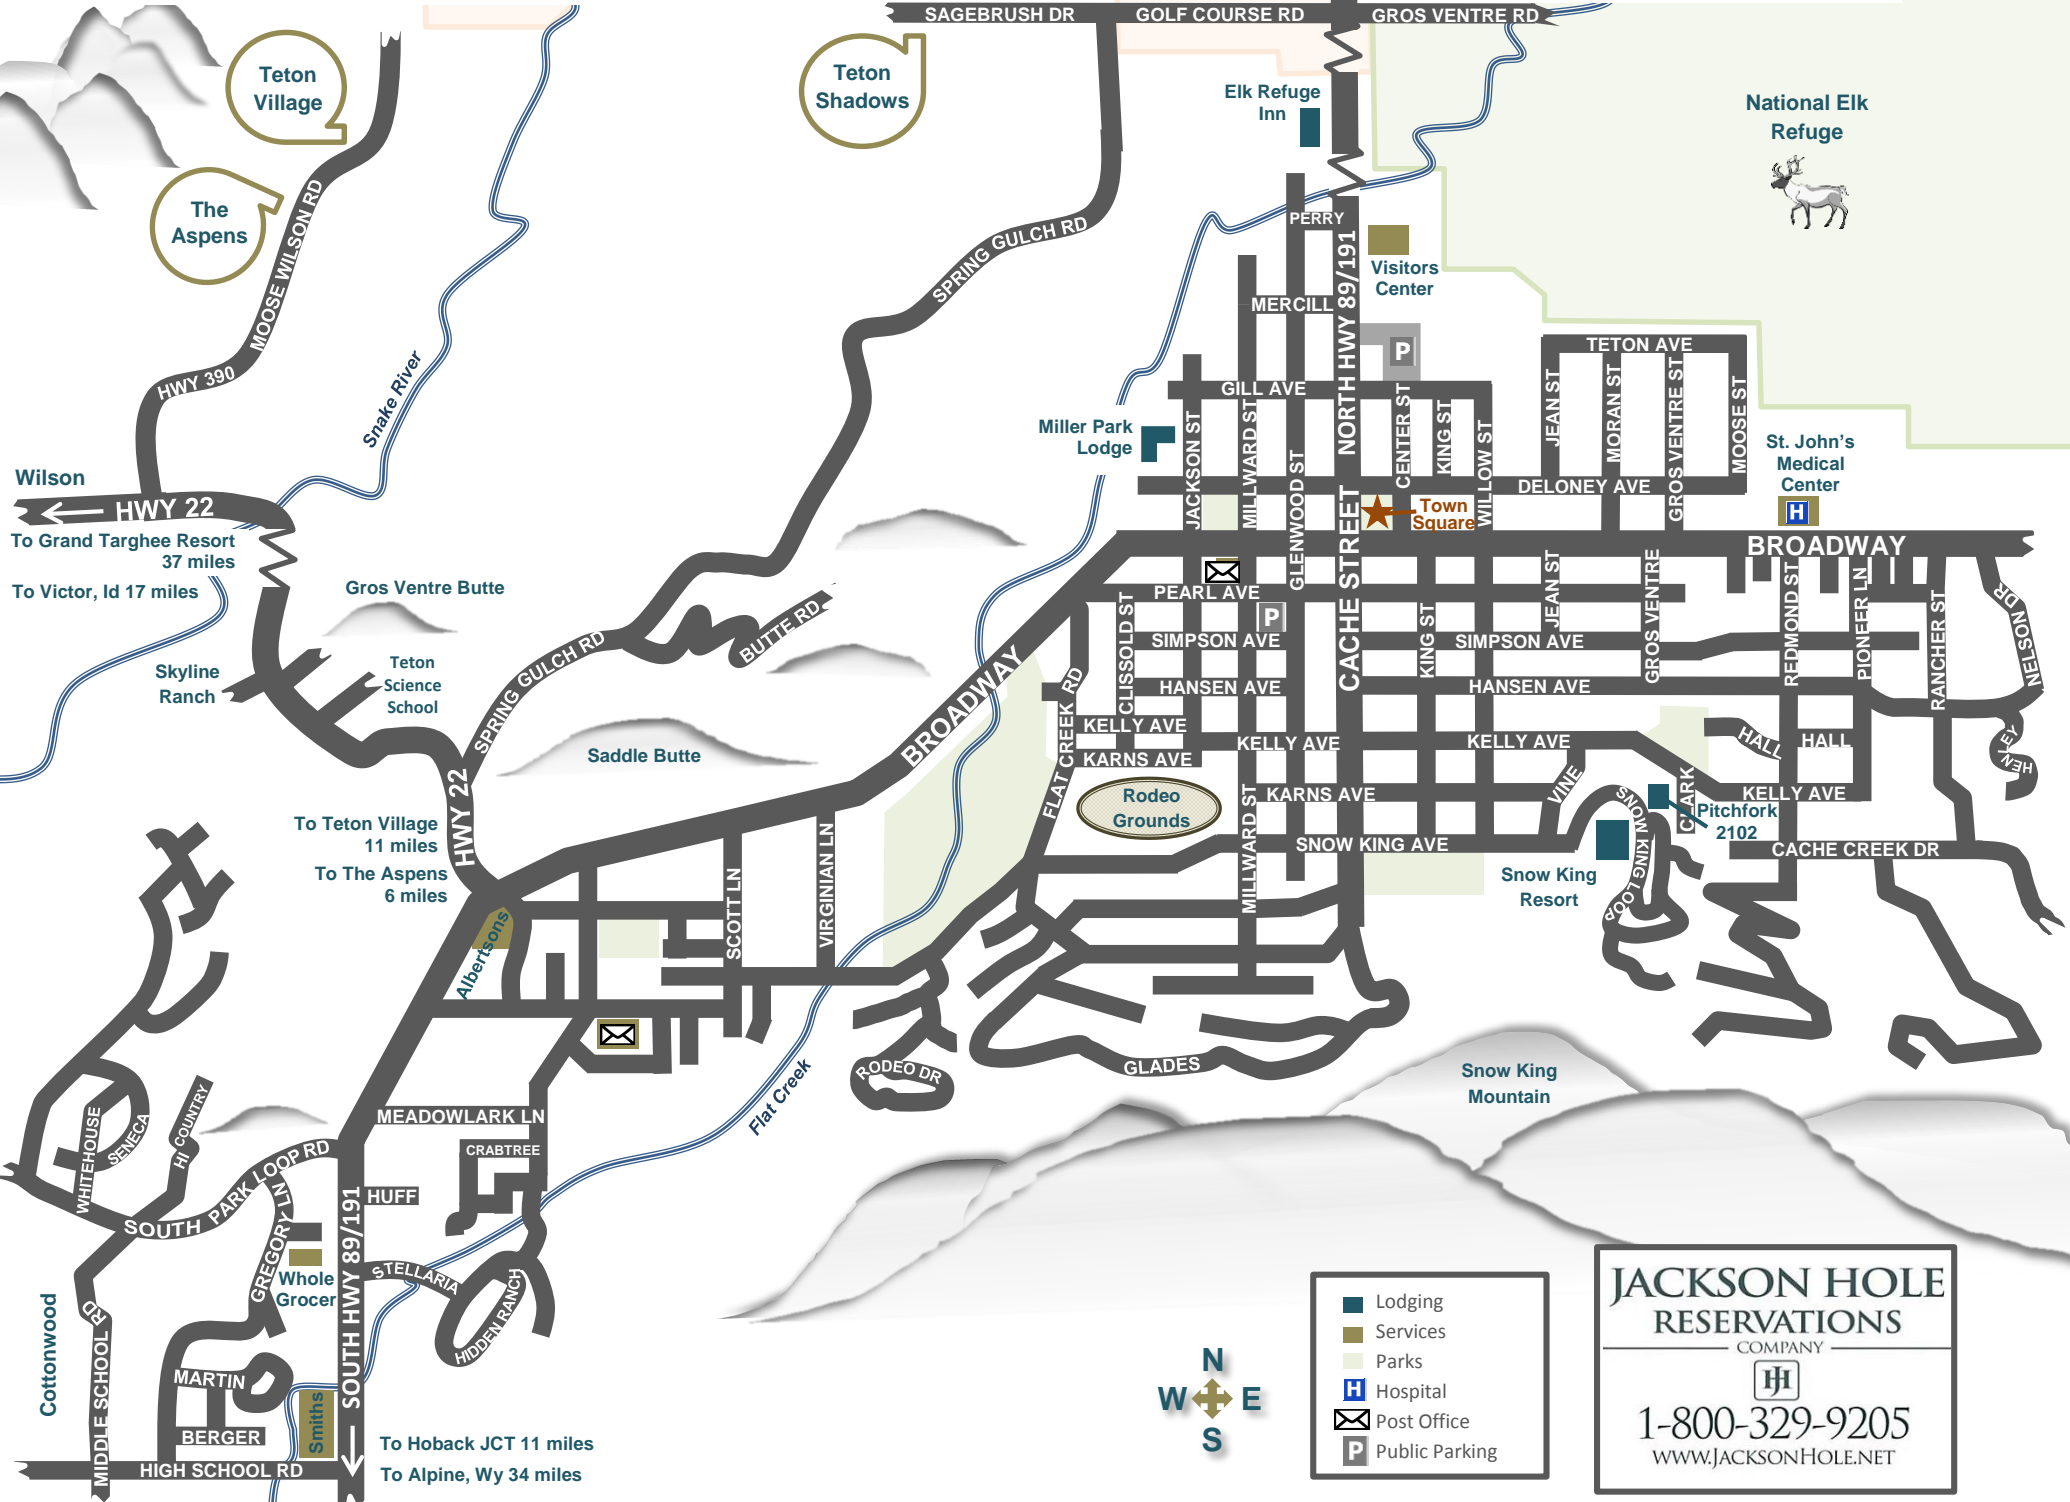 SAGEBRUSH DR
GOLF COURSE RD
GROS VENTRE RD
Teton
Village
Teton
Shadows
Elk Refuge
Inn
National Elk
Refuge
The
Aspens
MOOSE WILSON RD
HWY 390
SPRING GULCH RD
PERRY
Visitors
Center
NORTH HWY 89/191
MERCILL
P
Snake River
GILL AVE
TETON AVE
Miller Park
Lodge
JACKSON ST
MILLWARD ST
GLENWOOD ST
CENTER ST
KING ST
WILLOW ST
JEAN ST
MORAN ST
GROS VENTRE ST
MOOSE ST
St. John's
Medical
Center
H
Wilson
HWY 22
To Grand Targhee Resort
37 miles
To Victor, Id 17 miles
DELONEY AVE
Town
Square
BROADWAY
Gros Ventre Butte
PEARL AVE
P
CACHE STREET
CLISSOLD ST
SIMPSON AVE
SIMPSON AVE
KING ST
JEAN ST
GROS VENTRE
REDMOND ST
PIONEER LN
RANCHER ST
NELSON DR
BUTTE RD
SPRING GULCH RD
Skyline
Ranch
Teton
Science
School
HANSEN AVE
HANSEN AVE
BROADWAY
FLAT CREEK RD
KELLY AVE
KELLY AVE
KELLY AVE
HALL
HALL
HENLEY
Saddle Butte
KARNS AVE
KARNS AVE
VINE
CLARK
KELLY AVE
Rodeo
Grounds
SNOW KING LOOP
Pitchfork
2102
HWY 22
To Teton Village
11 miles
To The Aspens
6 miles
SNOW KING AVE
CACHE CREEK DR
Snow King
Resort
SCOTT LN
VIRGINIAN LN
MILLWARD ST
Albertsons
RODEO DR
GLADES
Snow King
Mountain
Flat Creek
WHITEHOUSE
SENECA
HI COUNTRY
MEADOWLARK LN
CRABTREE
SOUTH PARK LOOP RD
HUFF
GREGORY LN
Whole
Grocer
STELLARIA
HIDDEN RANCH
SOUTH HWY 89/191
Cottonwood
MIDDLE SCHOOL RD
MARTIN
BERGER
Smiths
HIGH SCHOOL RD
To Hoback JCT 11 miles
To Alpine, Wy 34 miles
N
W E
S
Lodging
Services
Parks
H Hospital
Post Office
P Public Parking
JACKSON HOLE
RESERVATIONS
COMPANY
JH
1-800-329-9205
WWW.JACKSONHOLE.NET